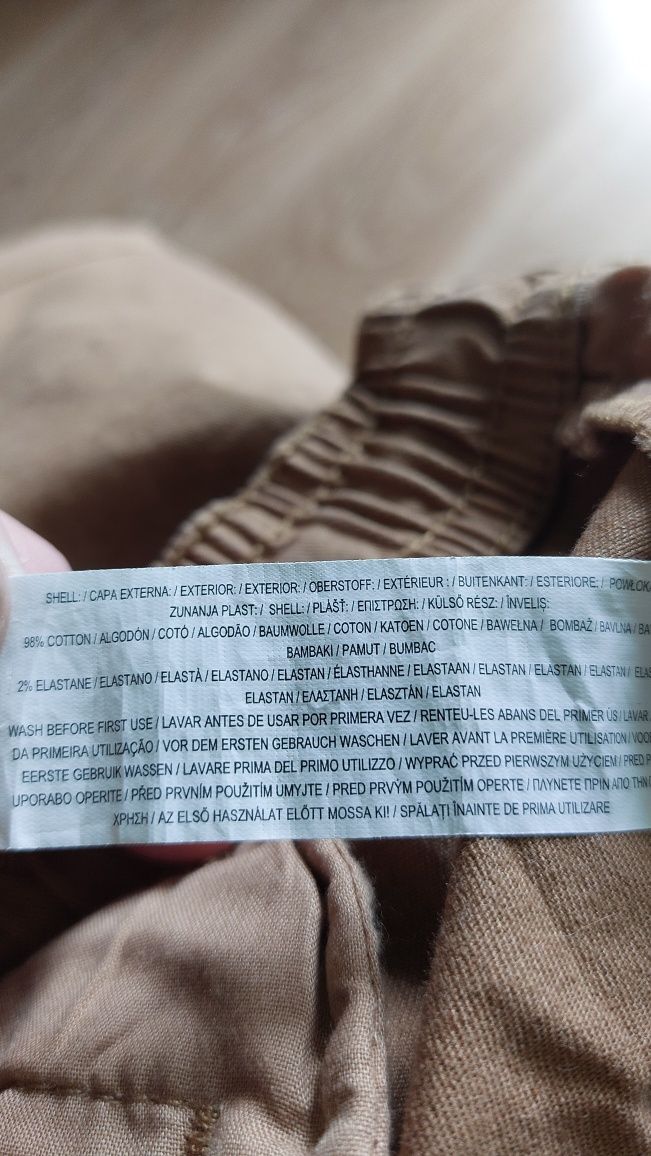 SHELL: / CAPA EXTERNA: / EXTERIOR: / EXTERIOR: / OBERSTOFF: / EXTÉRIEUR : / BUITENKANT: / ESTERIORE: /
ZUNANJA PLAST: / SHELL: / PLÁŠŤ: / ΕΠΙΣΤΡΩΣΗ: / KÜLSŐ RÉSZ: / ÎNVELIȘ:
98% COTTON / ALGODÓN / COTÓ / ALGODÃO / BAUMWOLLE / COTON / KATOEN / COTONE / BAWEŁNA / BOMBAŽ / BAVLNA /
BAMBAKI / PAMUT / BUMBAC
2% ELASTANE / ELASTANO / ELASTÀ / ELASTANO / ELASTAN / ÉLASTHANNE / ELASTAAN / ELASTAN / ELASTAN / ELASTAN /
ELASTAN / ΕΛΑΣΤΑΝΗ / ELASZTÁN / ELASTAN
WASH BEFORE FIRST USE / LAVAR ANTES DE USAR POR PRIMERA VEZ / RENTEU-LES ABANS DEL PRIMER ÚS / LAVAR
DA PRIMEIRA UTILIZAÇÃO / VOR DEM ERSTEN GEBRAUCH WASCHEN / LAVER AVANT LA PREMIÈRE UTILISATION /
EERSTE GEBRUIK WASSEN / LAVARE PRIMA DEL PRIMO UTILIZZO / WYPRAĆ PRZED PIERWSZYM UŻYCIEM / PRED
UPORABO OPERITE / PŘED PRVNÍM POUŽITÍM UMYJTE / PRED PRVÝM POUŽITÍM OPERTE / ΠΛΥΝΕΤΕ ΠΡΙΝ ΑΠΟ ΤΗΝ
ΧΡΗΣΗ / AZ ELSŐ HASZNÁLAT ELŐTT MOSSA KI! / SPĂLAȚI ÎNAINTE DE PRIMA UTILIZARE